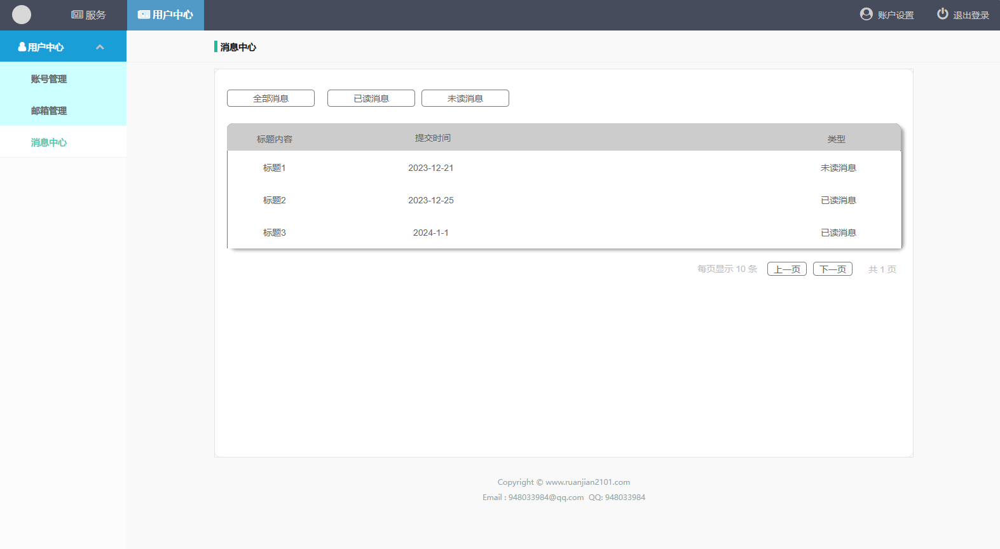 服务 用户中心 账户设置 退出登录
用户中心
账号管理
邮箱管理
消息中心
消息中心
全部消息 已读消息 未读消息
标题内容 提交时间 类型
标题1 2023-12-21 未读消息
标题2 2023-12-25 已读消息
标题3 2024-1-1 已读消息
每页显示 10 条 上一页 下一页 共 1 页
Copyright © www.ruanjian2101.com
Email : 948033984@qq.com QQ: 948033984